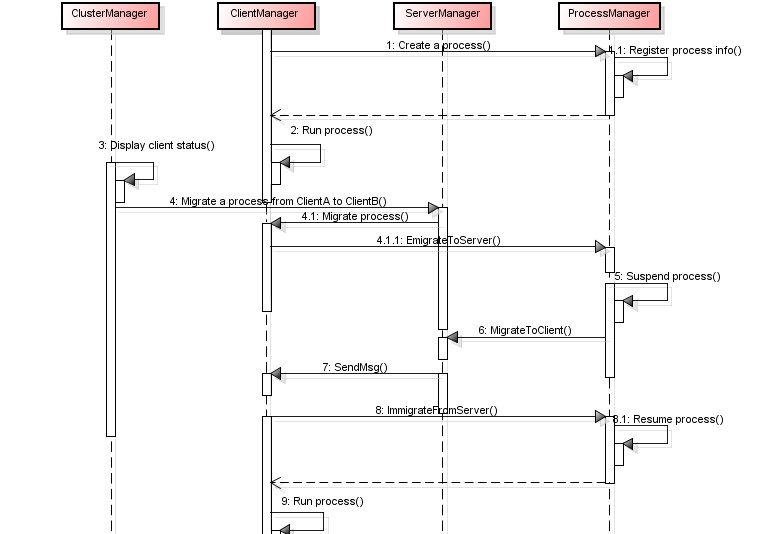 ClusterManager
ClientManager
ServerManager
ProcessManager
1: Create a process()
1.1: Register process info()
2: Run process()
3: Display client status()
4: Migrate a process from ClientA to ClientB()
4.1: Migrate process()
4.1.1: EmigrateToServer()
5: Suspend process()
6: MigrateToClient()
7: SendMsg()
8: ImmigrateFromServer()
8.1: Resume process()
9: Run process()